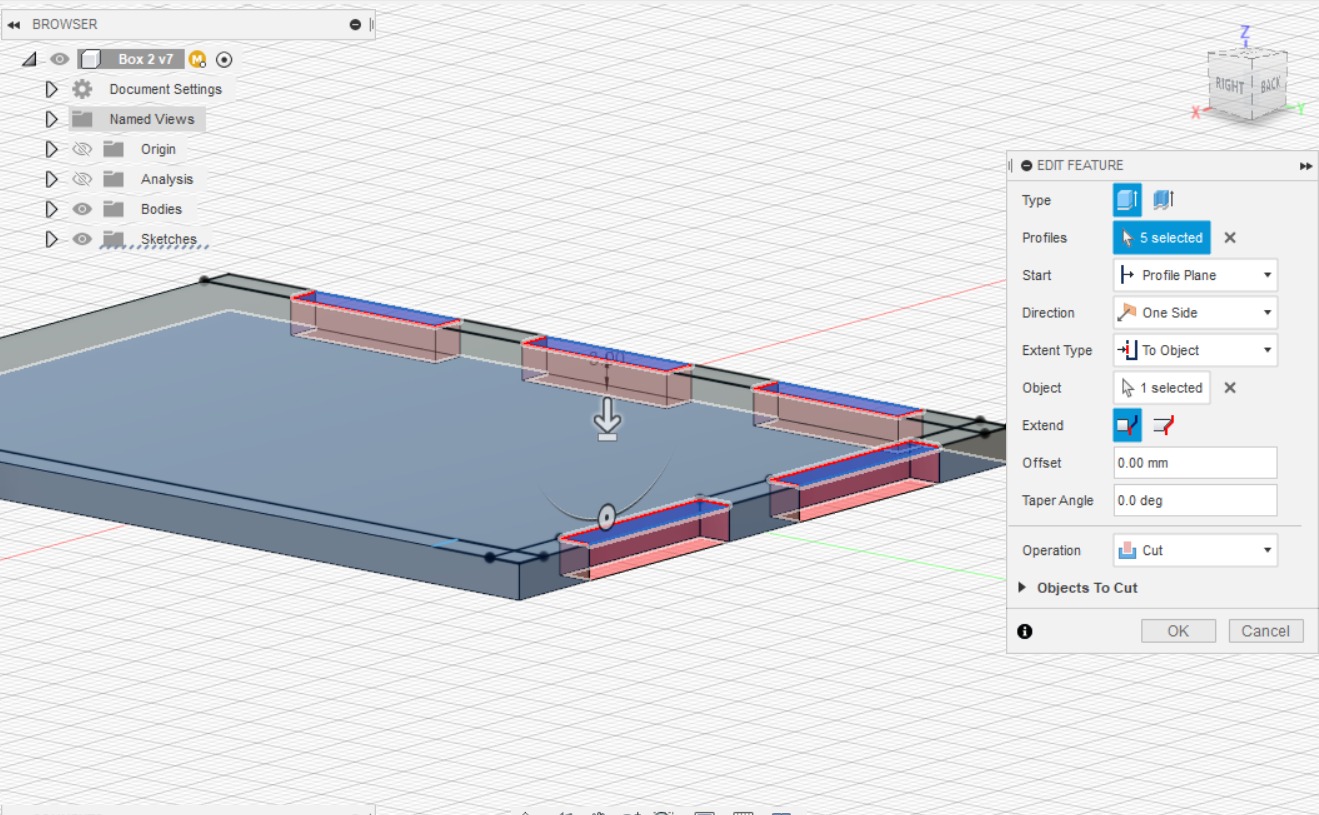 BROWSER
Box 2 v7
Document Settings
Named Views
Origin
Analysis
Bodies
Sketches
Z
RIGHT
BACK
X
Y
3.00
EDIT FEATURE
Type
Profiles
5 selected
Start
Profile Plane
Direction
One Side
Extent Type
To Object
Object
1 selected
Extend
Offset
0.00 mm
Taper Angle
0.0 deg
Operation
Cut
Objects To Cut
OK
Cancel